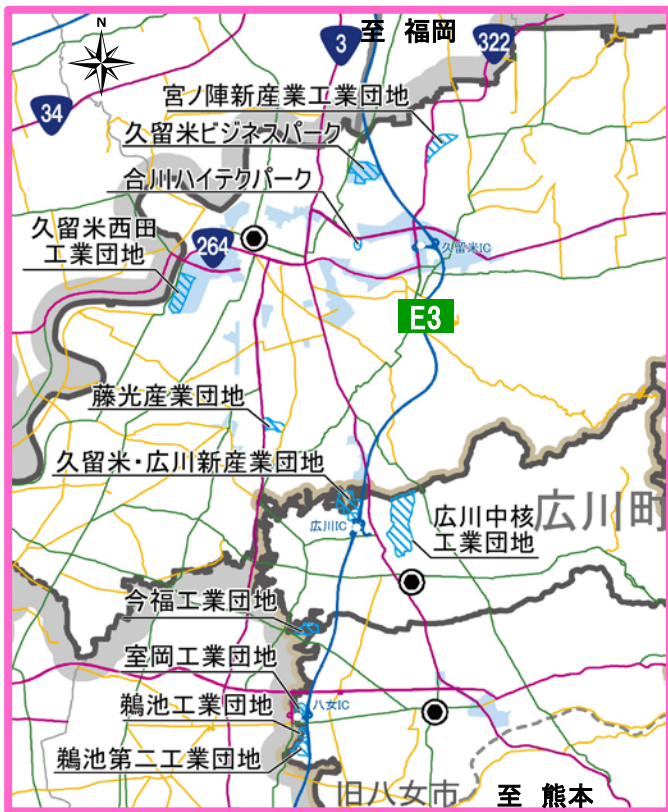 至 福岡
3
322
34
宮ノ陣新産業工業団地
久留米ビジネスパーク
合川ハイテクパーク
久留米西田
工業団地
264
久留米IC
E3
藤光産業団地
久留米・広川新産業団地
広川IC
広川中核
工業団地
広川町
今福工業団地
室岡工業団地
八女IC
鵜池工業団地
鵜池第二工業団地
旧八女市
至 熊本